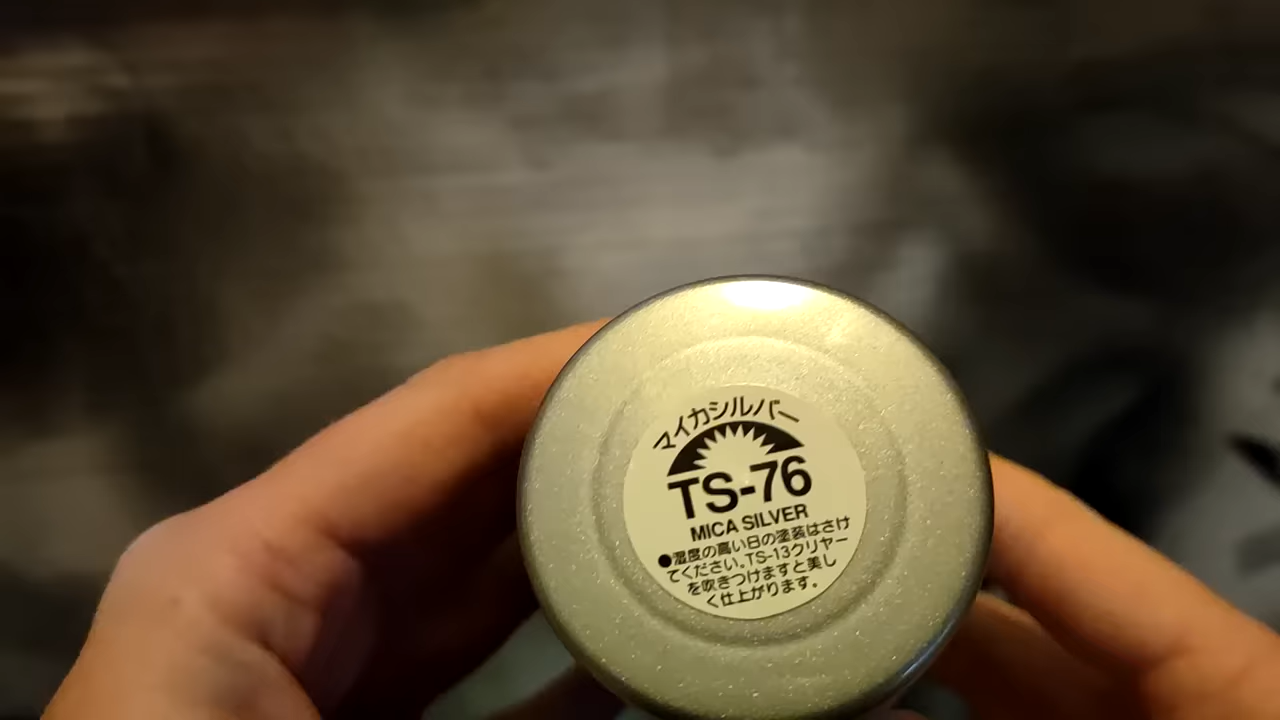 マイカシルバー
TS-76
MICA SILVER
●湿度の高い日の塗装はさけ
てください。TS-13クリヤー
を吹きつけますと美し
く仕上がります。